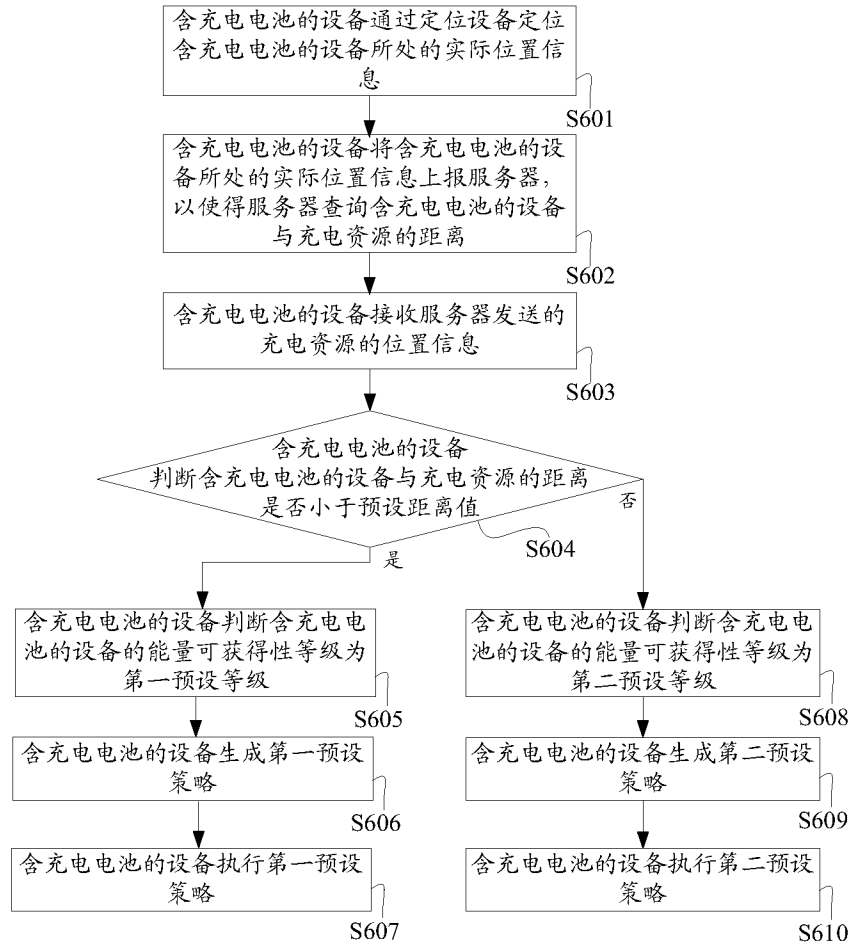 含充电电池的设备通过定位设备定位
含充电电池的设备所处的实际位置信
息
S601
含充电电池的设备将含充电电池的设
备所处的实际位置信息上报服务器，
以使得服务器查询含充电电池的设备
与充电资源的距离
S602
含充电电池的设备接收服务器发送的
充电资源的位置信息
S603
含充电电池的设备
判断含充电电池的设备与充电资源的距离
是否小于预设距离值
否
S604
是
含充电电池的设备判断含充电电
池的设备的能量可获得性等级为
第一预设等级
S605
含充电电池的设备生成第一预设
策略
S606
含充电电池的设备执行第一预设
策略
S607
含充电电池的设备判断含充电电
池的设备的能量可获得性等级为
第二预设等级
S608
含充电电池的设备生成第二预设
策略
S609
含充电电池的设备执行第二预设
策略
S610